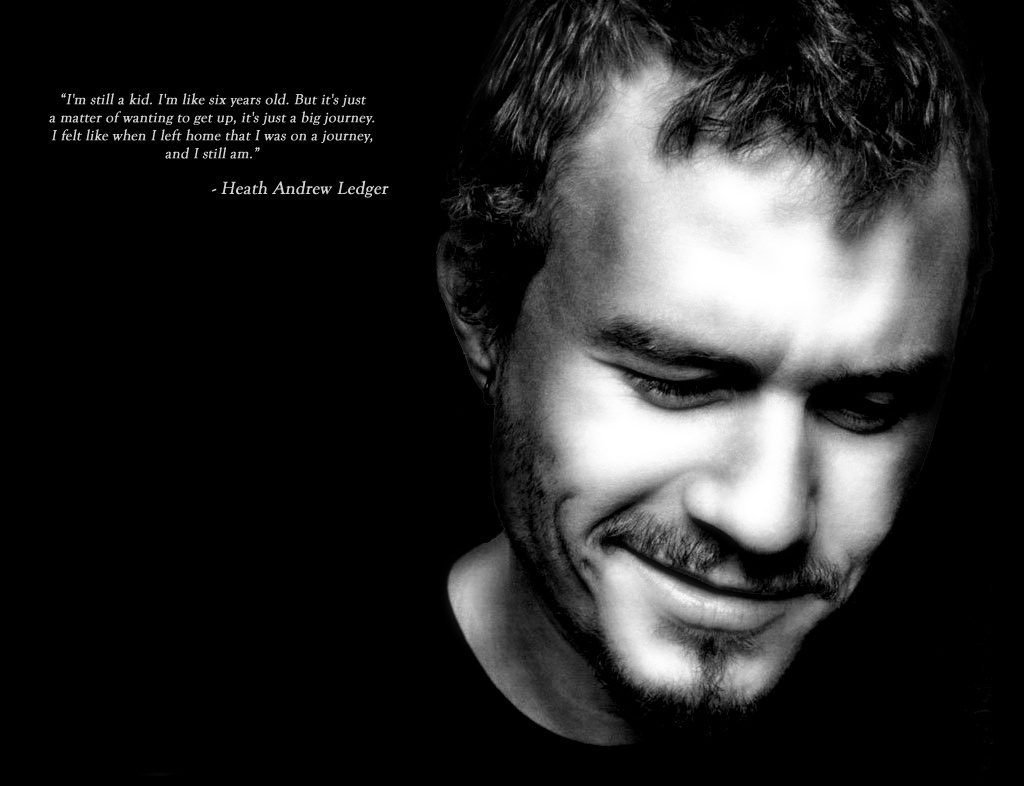 “I'm still a kid. I'm like six years old. But it's just
a matter of wanting to get up, it's just a big journey.
I felt like when I left home that I was on a journey,
and I still am.”
- Heath Andrew Ledger